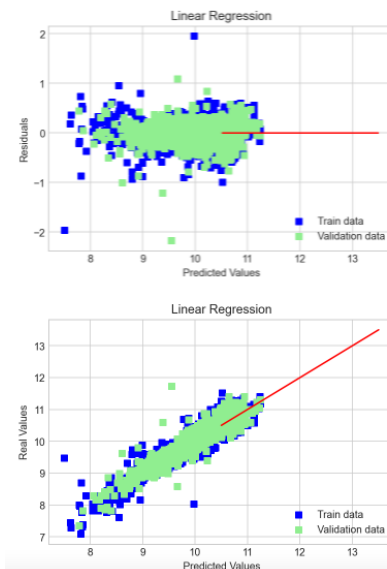 Linear Regression
2
1
0
−1
−2
Residuals
Train data
Validation data
8 9 10 11 12 13
Predicted Values
Linear Regression
13
12
11
10
9
8
7
Real Values
Train data
Validation data
8 9 10 11 12 13
Predicted Values